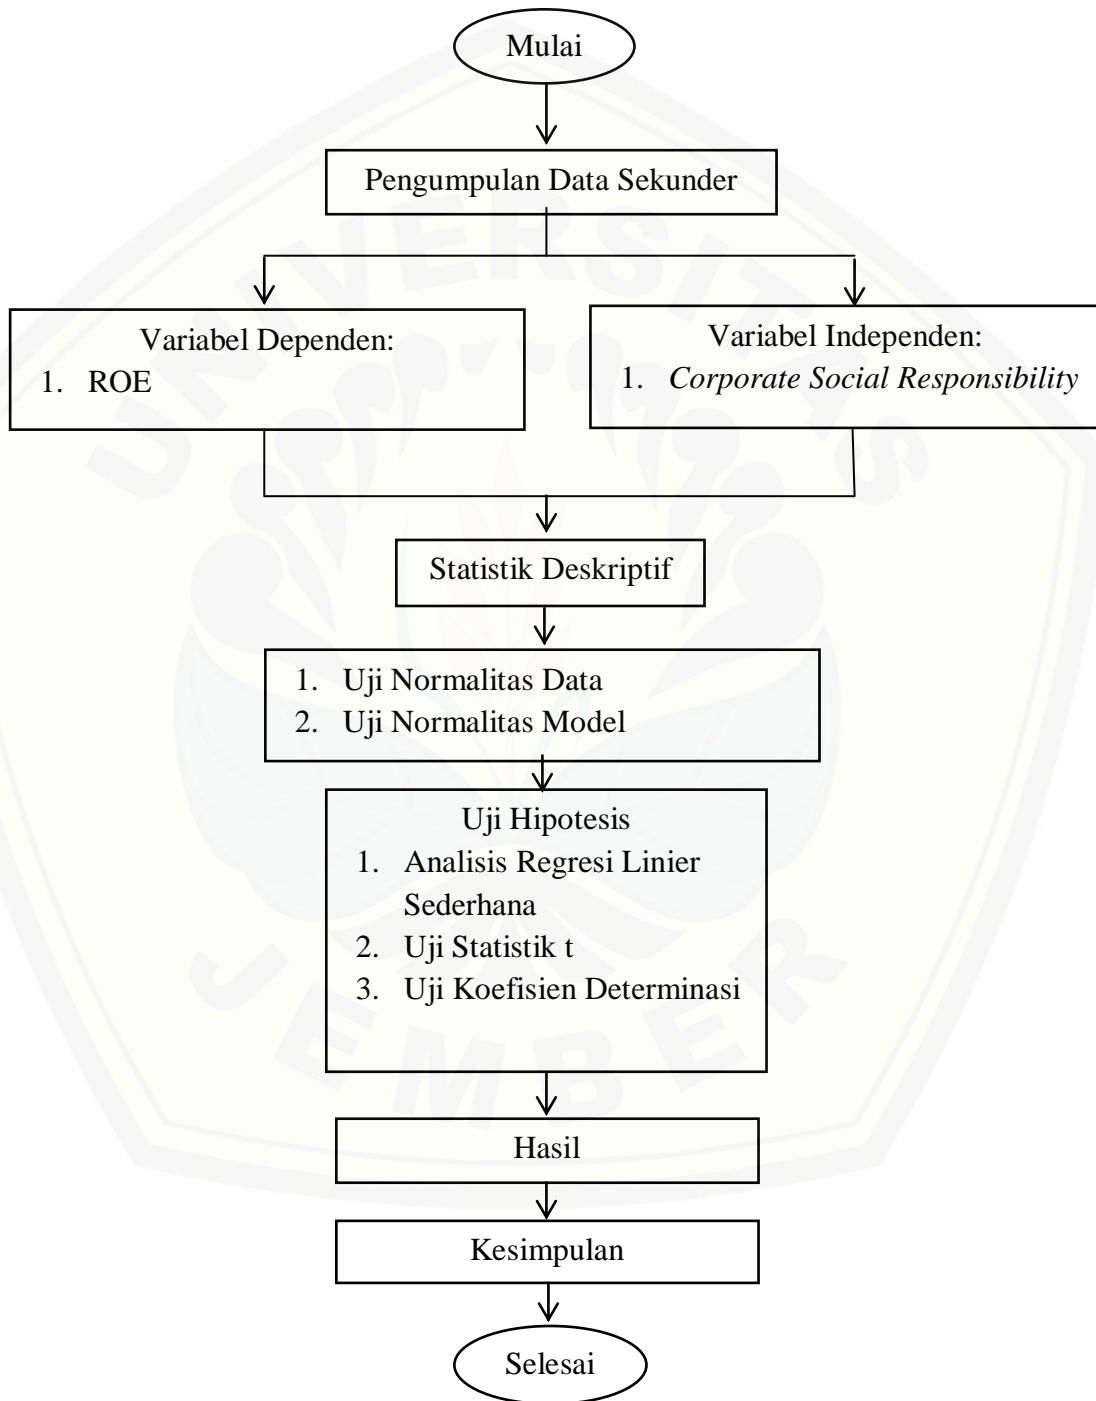 Mulai
Pengumpulan Data Sekunder
Variabel Dependen:
1. ROE
Variabel Independen:
1. Corporate Social Responsibility
Statistik Deskriptif
1. Uji Normalitas Data
2. Uji Normalitas Model
Uji Hipotesis
1. Analisis Regresi Linier
Sederhana
2. Uji Statistik t
3. Uji Koefisien Determinasi
Hasil
Kesimpulan
Selesai
UNIVERSITAS
JEMBER